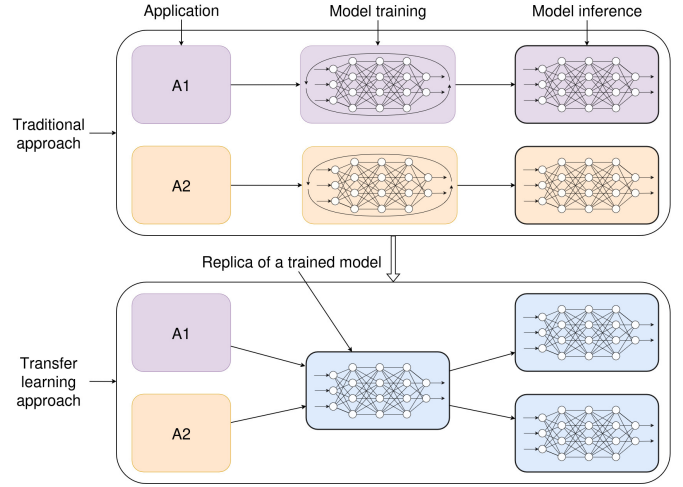 Application
Model training
Model inference
A1
Traditional
approach
A2
Replica of a trained model
A1
Transfer
learning
approach
A2